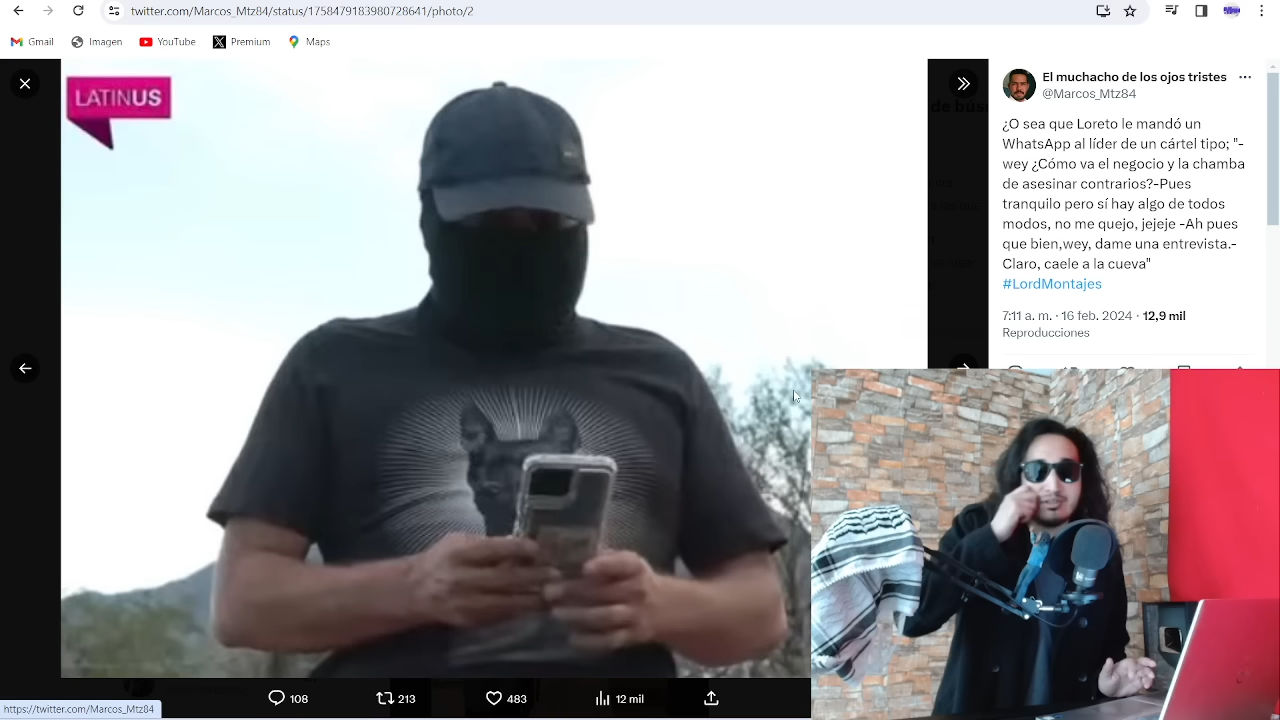 twitter.com/Marcos_Mtz84/status/1758479183980728641/photo/2
Gmail
Imagen
YouTube
Premium
Maps
LATINUS
El muchacho de los ojos tristes
@Marcos_Mtz84
¿O sea que Loreto le mandó un
WhatsApp al líder de un cártel tipo; "-
wey ¿Cómo va el negocio y la chamba
de asesinar contrarios?-Pues
tranquilo pero sí hay algo de todos
modos, no me quejo, jejeje -Ah pues
que bien,wey, dame una entrevista.-
Claro, caele a la cueva"
#LordMontajes
7:11 a. m. · 16 feb. 2024 · 12,9 mil
Reproducciones
108
213
483
12 mil
https://twitter.com/Marcos_Mtz84